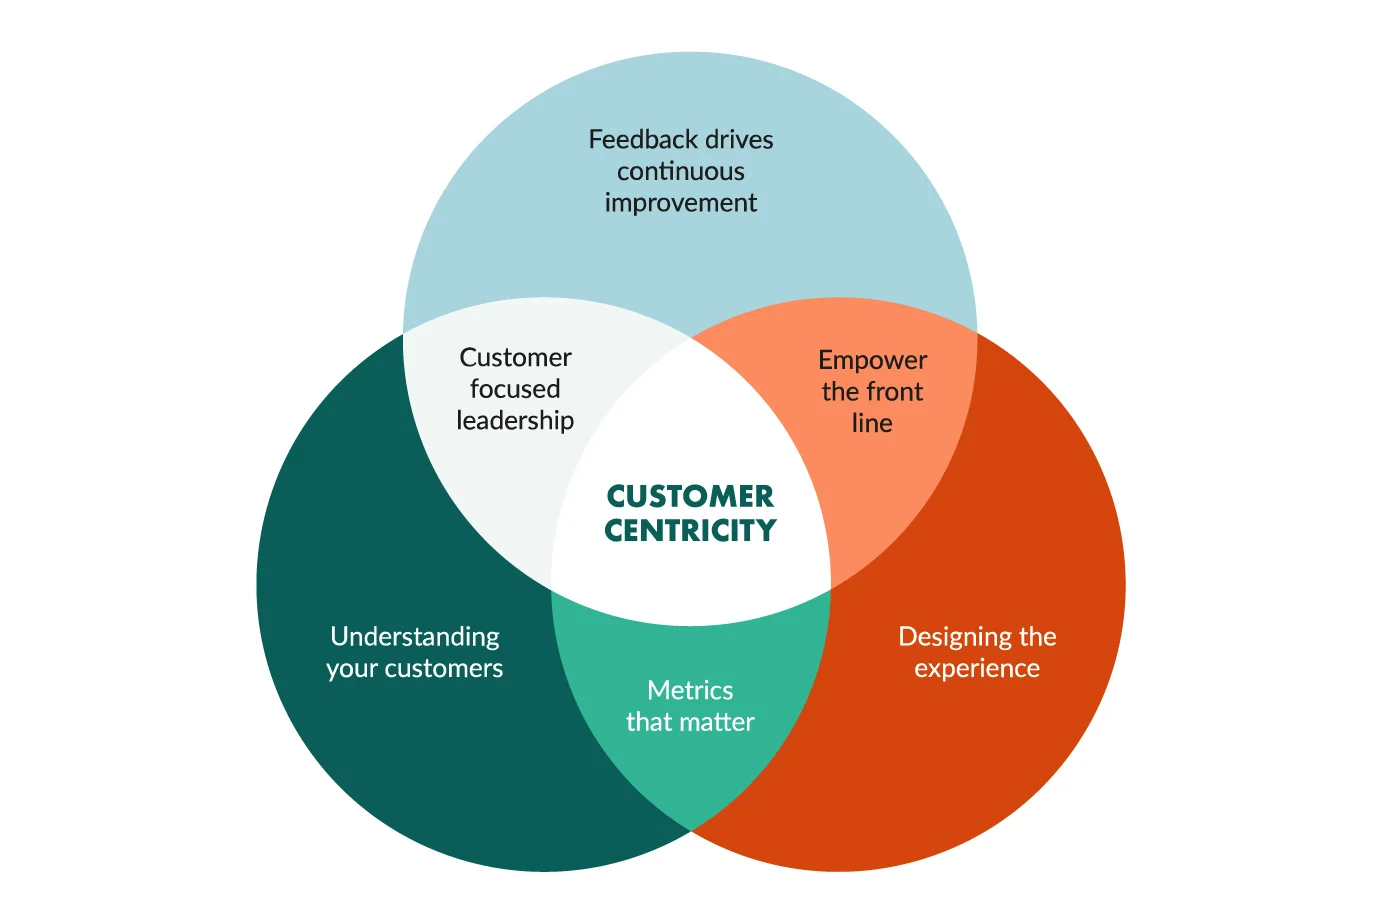 Feedback drives
continuous
improvement
Customer
focused
leadership
Empower
the front
line
CUSTOMER
CENTRICITY
Understanding
your customers
Designing the
experience
Metrics
that matter